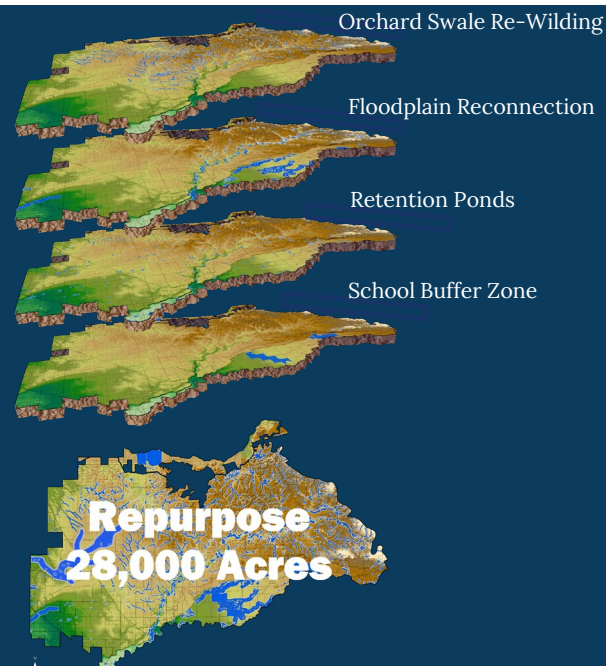 Orchard Swale Re-Wilding
Floodplain Reconnection
Retention Ponds
School Buffer Zone
Repurpose
28,000 Acres